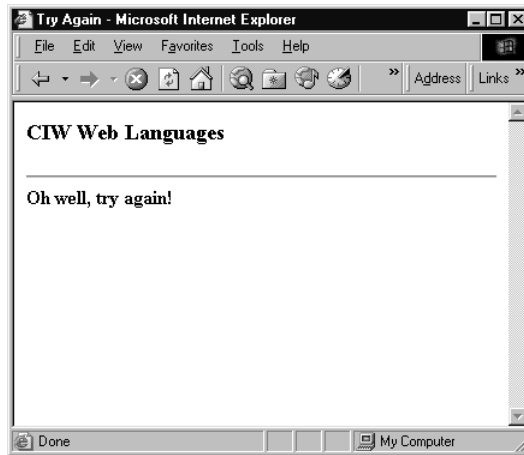 Try Again - Microsoft Internet Explorer
File Edit View Favorites Tools Help
» Address Links »
CIW Web Languages
Oh well, try again!
Done My Computer